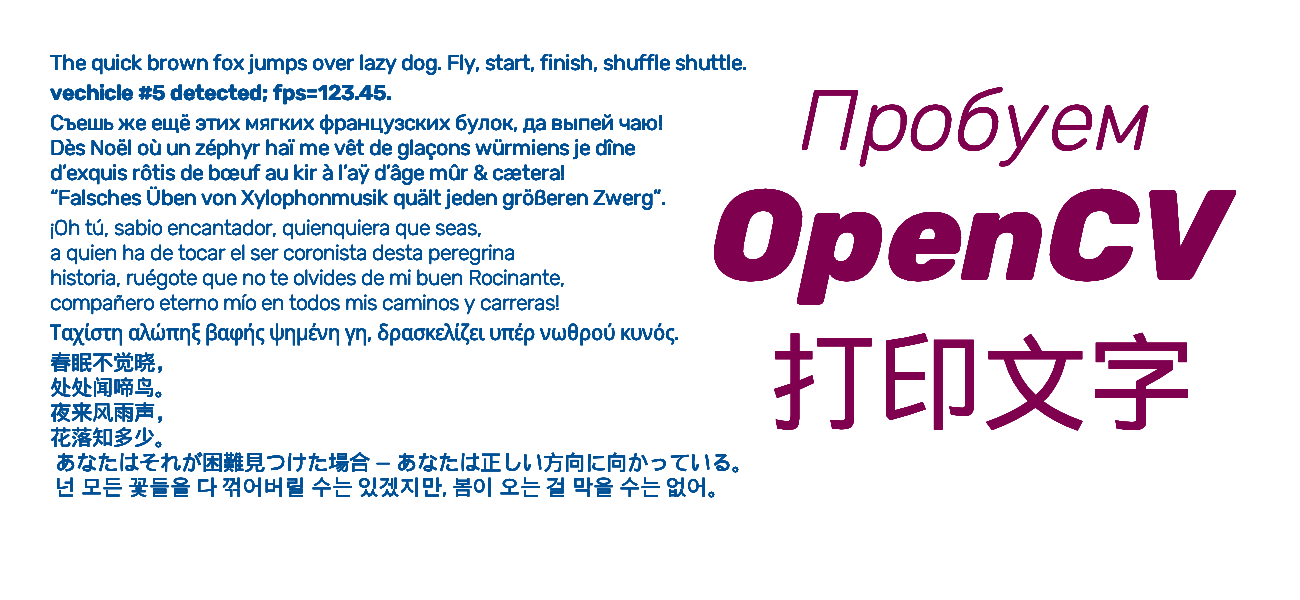 The quick brown fox jumps over lazy dog. Fly, start, finish, shuffle shuttle.
vechicle #5 detected; fps=123.45.
Съешь же ещё этих мягких французских булок, да выпей чаю!
Dès Noël où un zéphyr haï me vêt de glaçons würmiens je dîne
d’exquis rôtis de bœuf au kir à l’aÿ d’âge mûr & cætera!
“Falsches Üben von Xylophonmusik quält jeden größeren Zwerg”.
¡Oh tú, sabio encantador, quienquiera que seas,
a quien ha de tocar el ser coronista desta peregrina
historia, ruégote que no te olvides de mi buen Rocinante,
compañero eterno mío en todos mis caminos y carreras!
Ταχίστη αλώπηξ βαφής ψημένη γη, δρασκελίζει υπέρ νωθρού κυνός.
春眠不觉晓，
处处闻啼鸟。
夜来风雨声，
花落知多少。
あなたはそれが困難見つけた場合 — あなたは正しい方向に向かっている。
넌 모든 꽃들을 다 꺾어버릴 수는 있겠지만, 봄이 오는 걸 막을 수는 없어。
Пробуем
OpenCV
打印文字